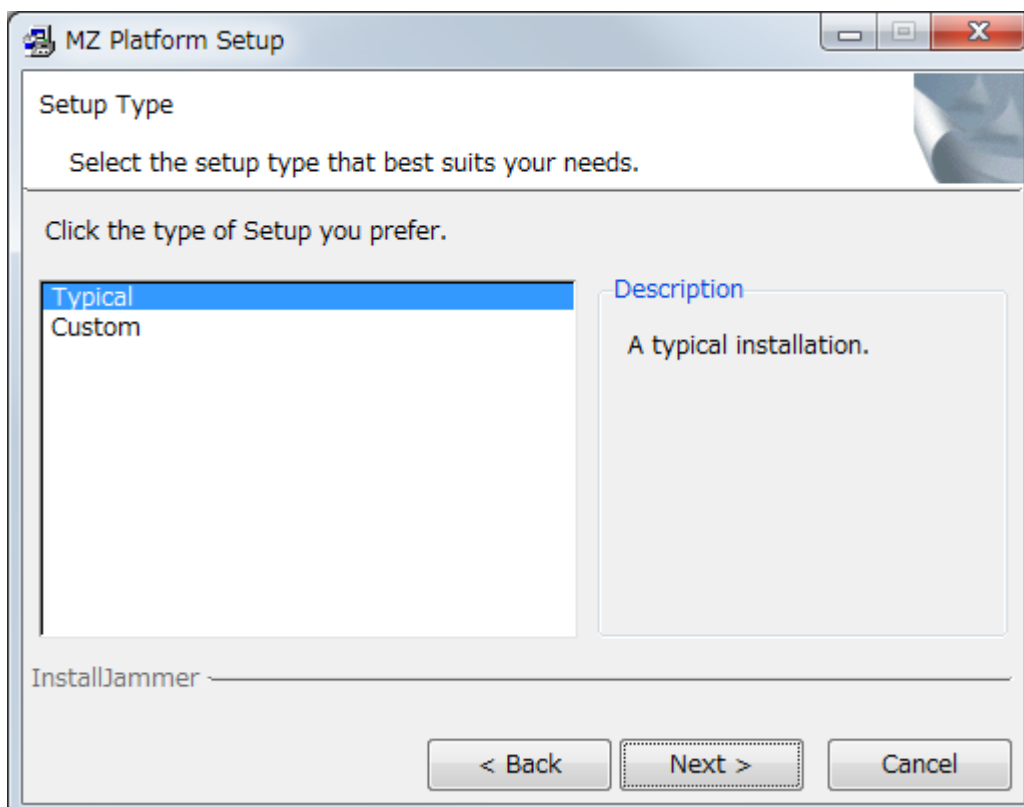 MZ Platform Setup
Setup Type
Select the setup type that best suits your needs.
Click the type of Setup you prefer.
Typical
Custom
Description
A typical installation.
InstallJammer
< Back
Next >
Cancel